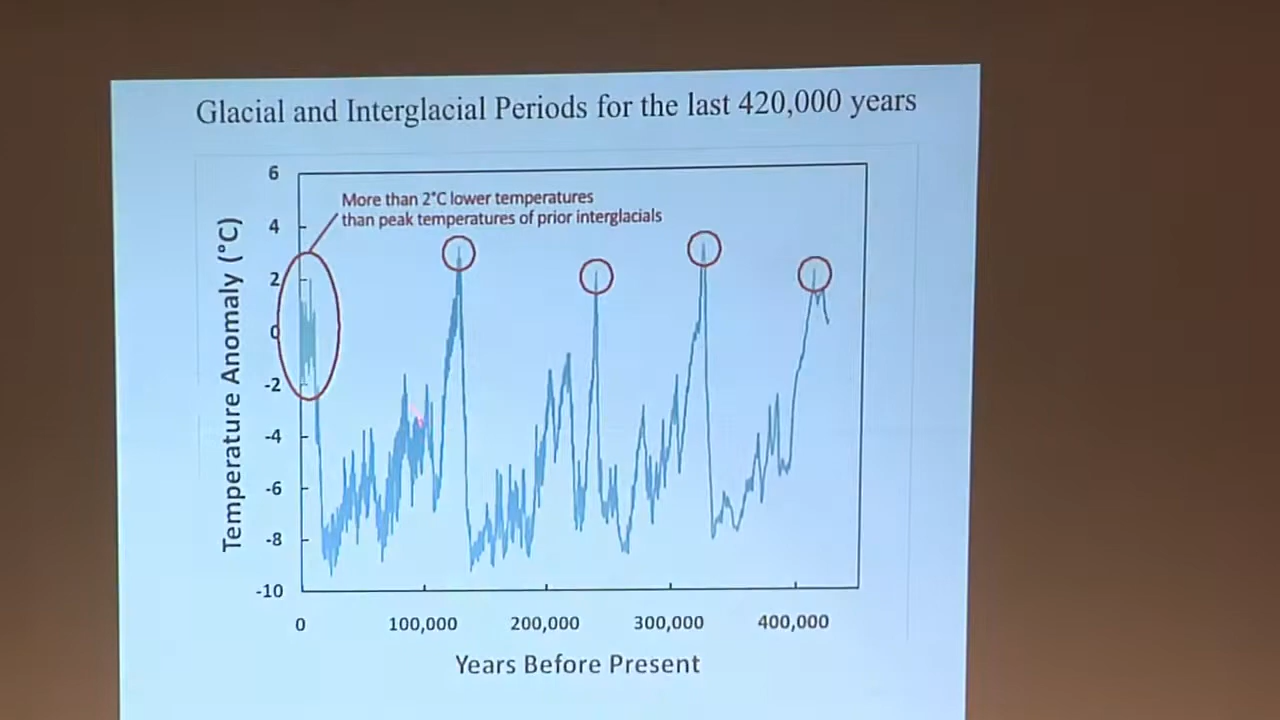 Glacial and Interglacial Periods for the last 420,000 years
More than 2°C lower temperatures
than peak temperatures of prior interglacials
Temperature Anomaly (°C)
6
4
2
0
-2
-4
-6
-8
-10
0 100,000 200,000 300,000 400,000
Years Before Present